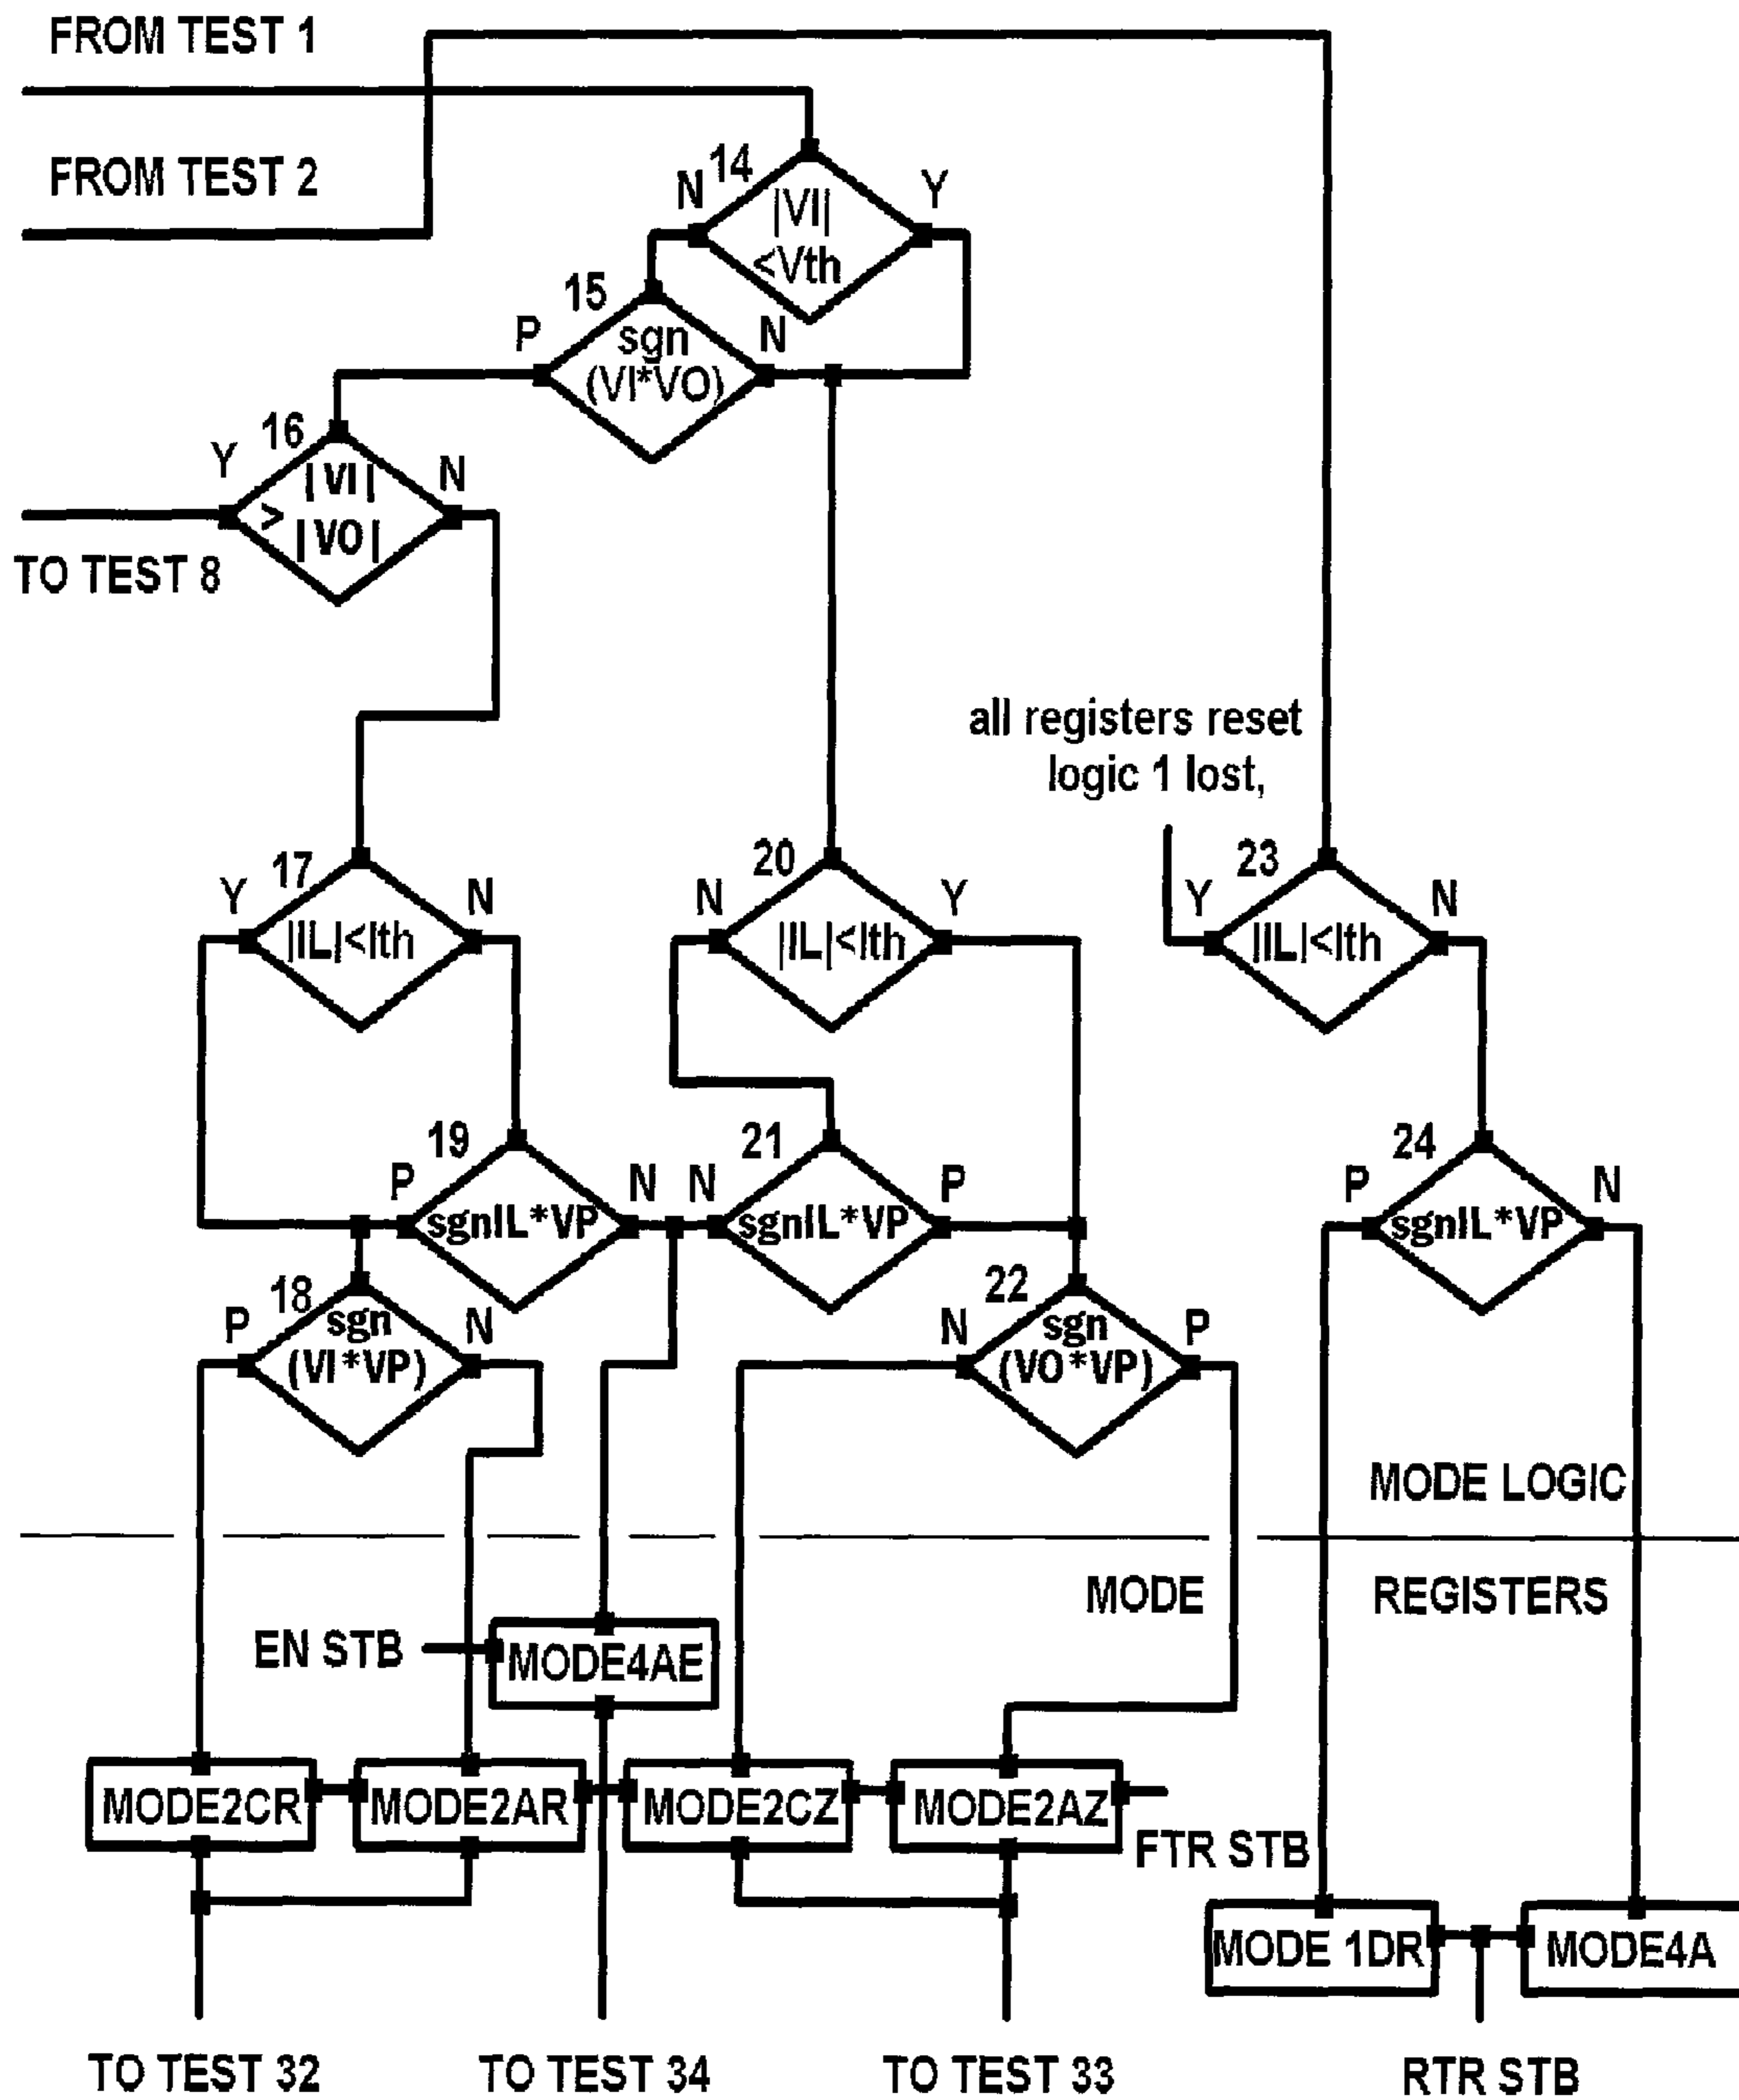 FROM TEST 1
FROM TEST 2
14
N
Y
|VI|
<Vth
15
P
N
sgn
(VI*VO)
16
Y
N
|VI|
>
|VO|
TO TEST 8
all registers reset
logic 1 lost,
17
Y
N
|IL|<Ith
20
N
Y
|IL|<Ith
23
Y
N
|IL|<Ith
19
P
N
sgnIL*VP
21
N
P
sgnIL*VP
24
P
N
sgnIL*VP
18
P
N
sgn
(VI*VP)
22
N
P
sgn
(VO*VP)
MODE LOGIC
MODE REGISTERS
EN STB
MODE4AE
MODE2CR
MODE2AR
MODE2CZ
MODE2AZ
FTR STB
MODE 1DR
MODE4A
TO TEST 32
TO TEST 34
TO TEST 33
RTR STB